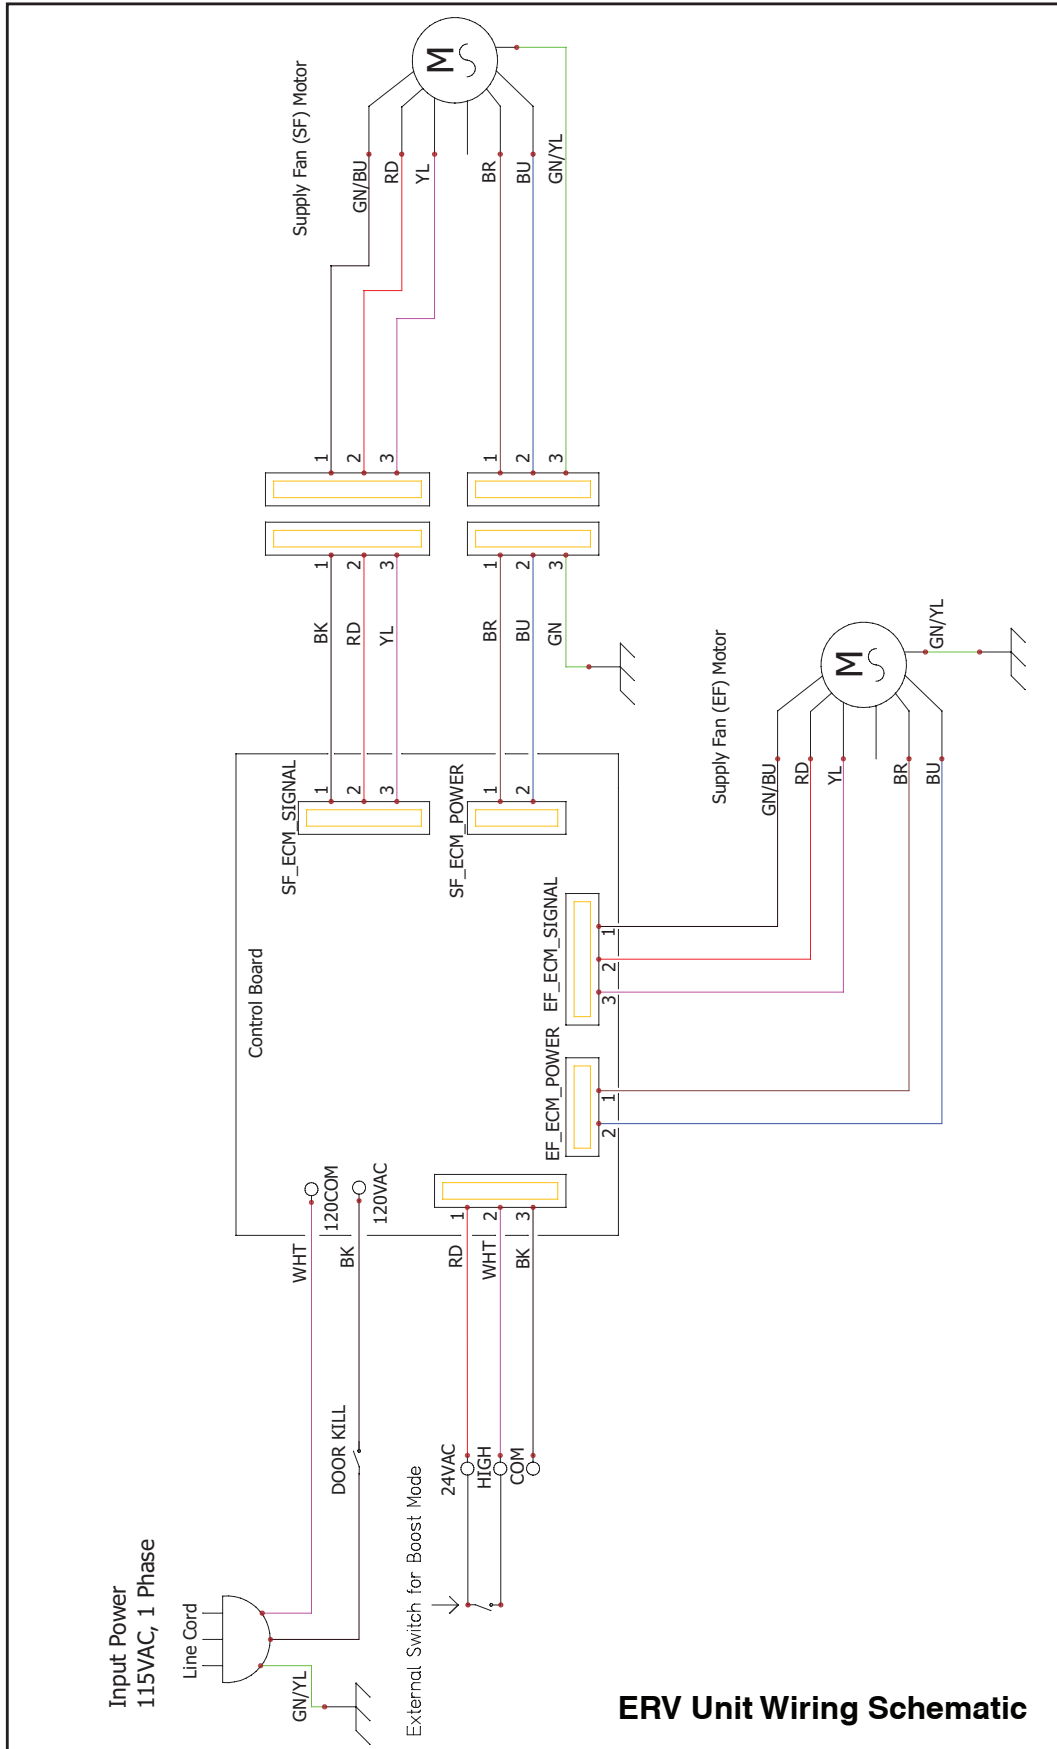 Input Power
115VAC, 1 Phase
Line Cord
GN/YL
WHT
BK
DOOR KILL
120COM
120VAC
External Switch for Boost Mode
24VAC
HIGH
COM
RD
WHT
BK
1
2
3
Control Board
SF_ECM_SIGNAL
1
2
3
SF_ECM_POWER
1
2
EF_ECM_SIGNAL
1
2
3
EF_ECM_POWER
1
2
BK
RD
YL
BR
BU
GN
1
2
3
1
2
3
1
2
3
1
2
3
Supply Fan (SF) Motor
GN/BU
RD
YL
BR
BU
GN/YL
M
Supply Fan (EF) Motor
GN/BU
RD
YL
BR
BU
GN/YL
M
ERV Unit Wiring Schematic